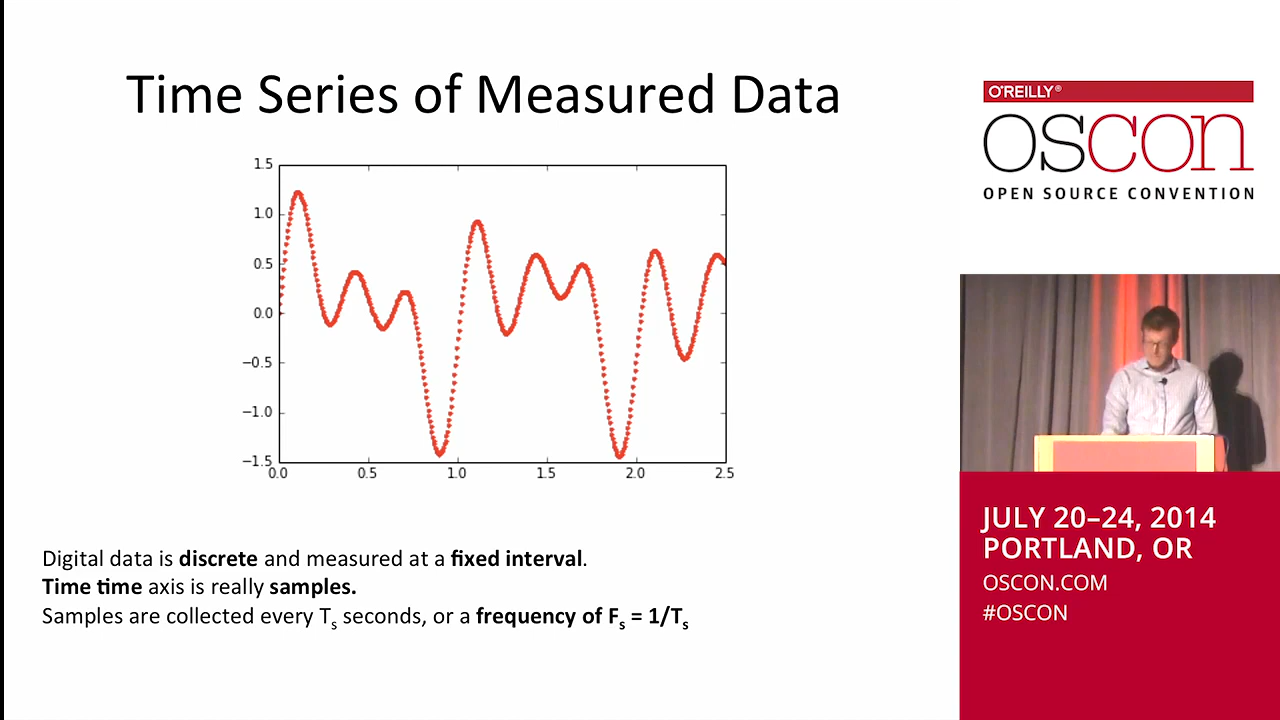 Time Series of Measured Data
1.5
1.0
0.5
0.0
−0.5
−1.0
−1.5
0.0 0.5 1.0 1.5 2.0 2.5
Digital data is discrete and measured at a fixed interval.
Time time axis is really samples.
Samples are collected every Ts seconds, or a frequency of Fs = 1/Ts
O'REILLY®
OSCON
OPEN SOURCE CONVENTION
JULY 20–24, 2014
PORTLAND, OR
OSCON.COM
#OSCON